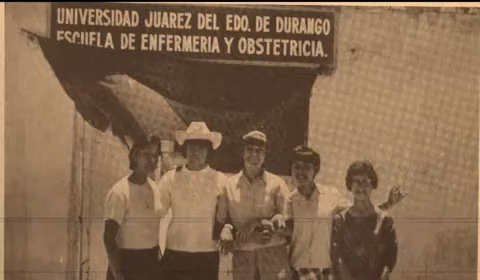 UNIVERSIDAD JUAREZ DEL EDO. DE DURANGO
ESCUELA DE ENFERMERIA Y OBSTETRICIA.